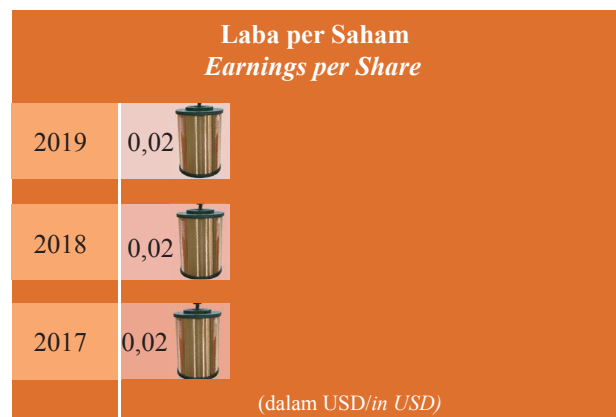 Laba per Saham
Earnings per Share
2019 0,02
2018 0,02
2017 0,02
(dalam USD/in USD)